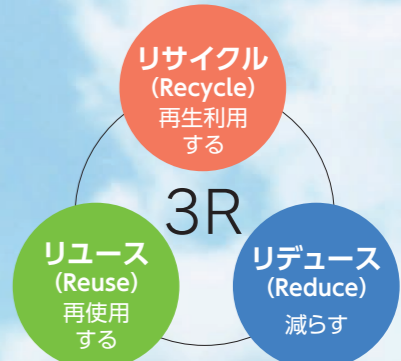 リサイクル
(Recycle)
再生利用
する
3R
リユース
(Reuse)
再使用
する
リデュース
(Reduce)
減らす